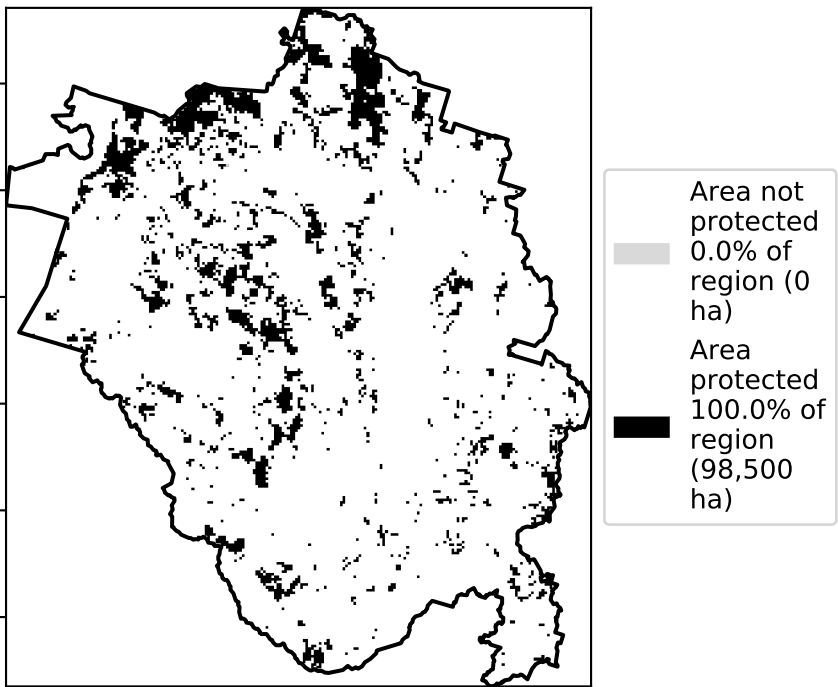 Area not
protected
0.0% of
region (0
ha)
Area
protected
100.0% of
region
(98,500
ha)